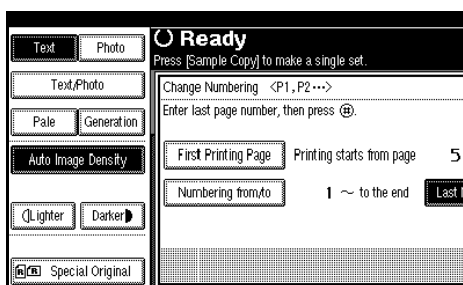 Text Photo
Text/Photo
Pale Generation
Auto Image Density
Lighter Darker
Special Original
Ready
Press [Sample Copy] to make a single set.
Change Numbering <P1,P2···>
Enter last page number, then press (#).
First Printing Page Printing starts from page 5
Numbering from/to 1 ~ to the end Last